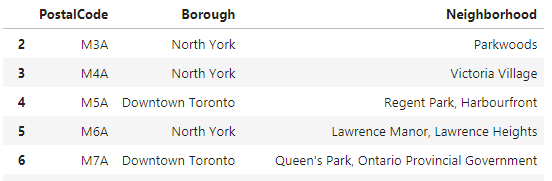 PostalCode Borough Neighborhood
2 M3A North York Parkwoods
3 M4A North York Victoria Village
4 M5A Downtown Toronto Regent Park, Harbourfront
5 M6A North York Lawrence Manor, Lawrence Heights
6 M7A Downtown Toronto Queen's Park, Ontario Provincial Government